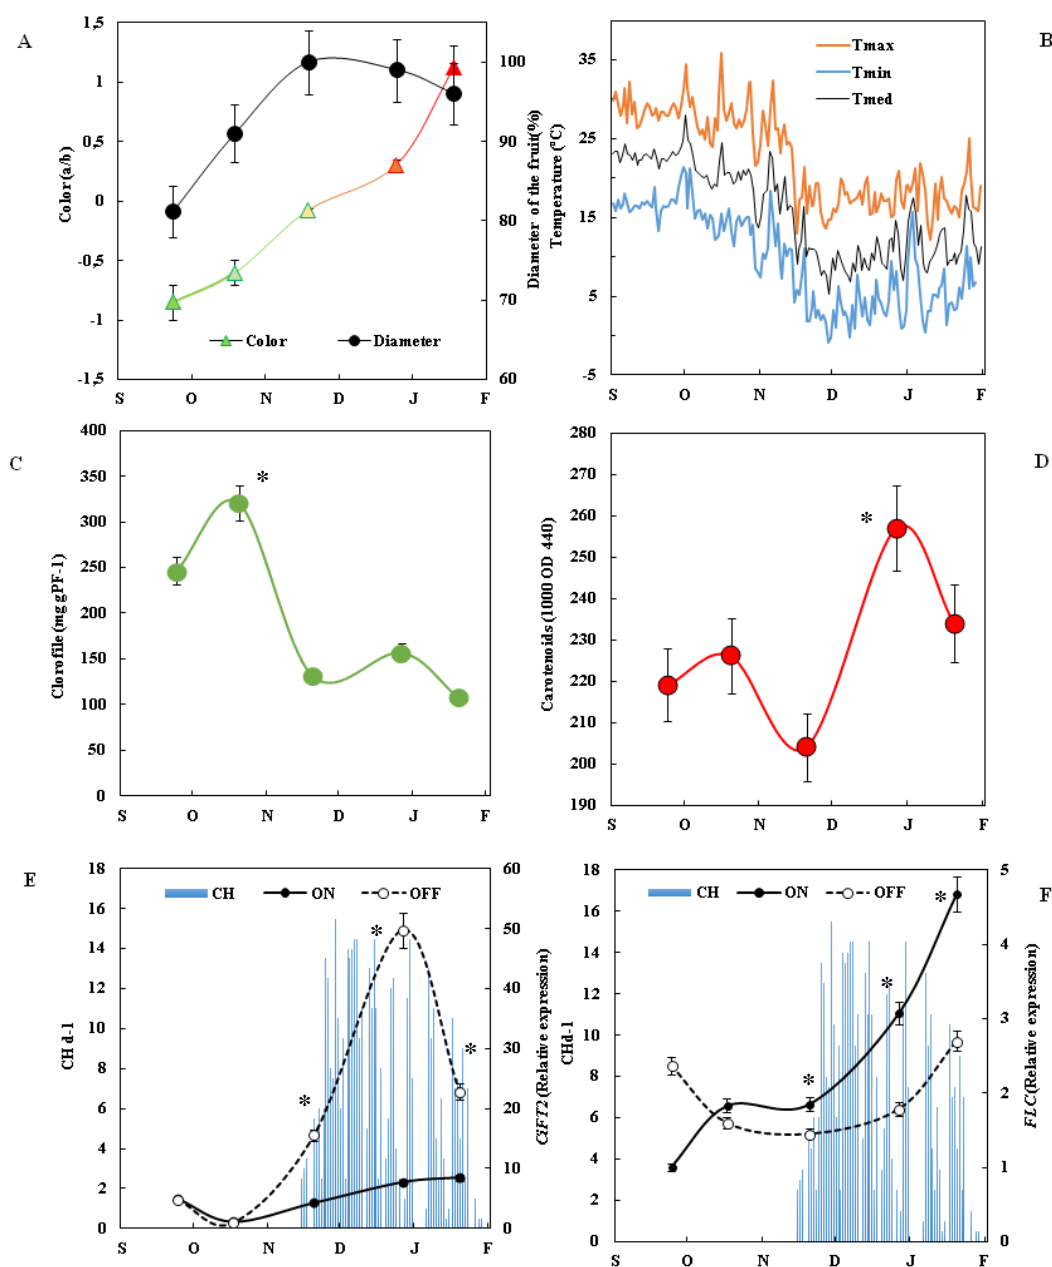 A
1,5
1
0,5
0
-0,5
-1
-1,5
Color (a/b)
100
90
80
70
60
Diameter of the fruit(%)
Color
Diameter
S O N D J F
B
35
25
15
5
-5
Temperature (°C)
Tmax
Tmin
Tmed
S O N D J F
C
400
350
300
250
200
150
100
50
0
Clorofile (mg gPF-1)
*
S O N D J F
D
280
270
260
250
240
230
220
210
200
190
Carotenoids (1000 OD 440)
*
S O N D J F
E
18
16
14
12
10
8
6
4
2
0
CH d-1
60
50
40
30
20
10
0
CiFT2 (Relative expression)
CH ON OFF
*
*
*
S O N D J F
F
18
16
14
12
10
8
6
4
2
0
CHd-1
5
4
3
2
1
0
FLC (Relative expression)
CH ON OFF
*
*
*
S O N D J F